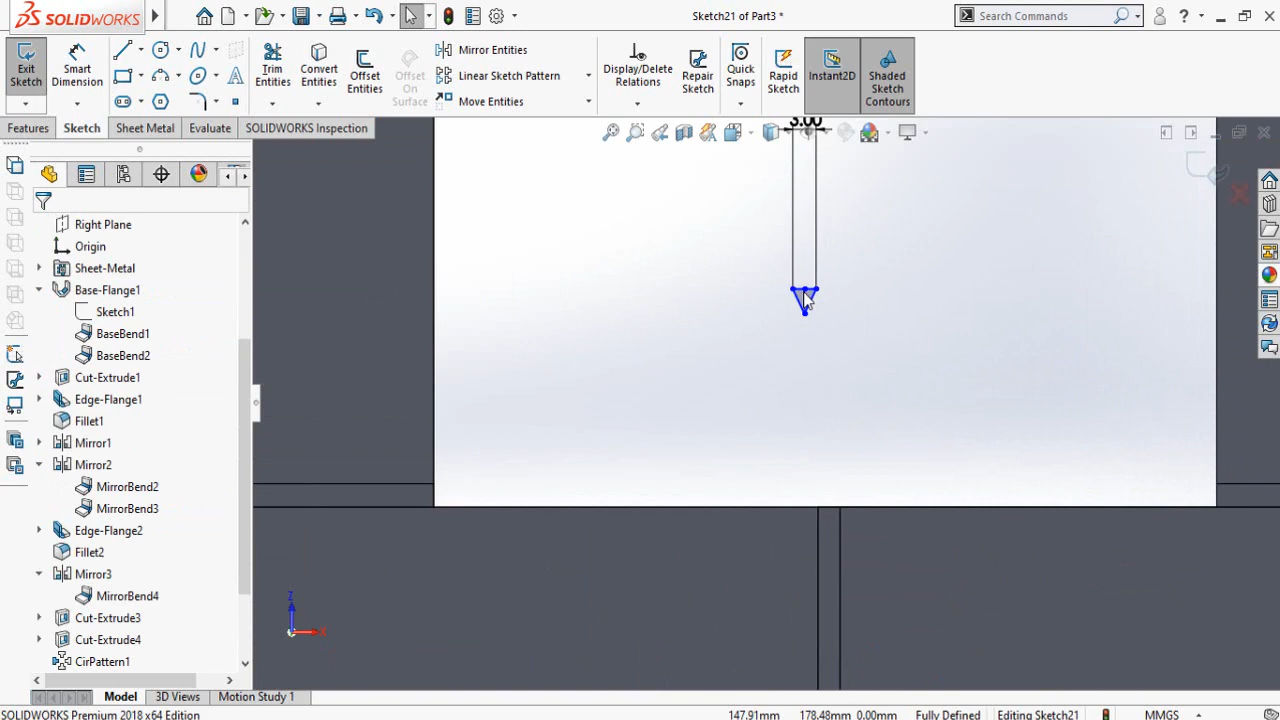 SOLIDWORKS
Sketch21 of Part3 *
Search Commands
Exit Sketch
Smart Dimension
Trim Entities
Convert Entities
Offset Entities
Offset On Surface
Mirror Entities
Linear Sketch Pattern
Move Entities
Display/Delete Relations
Repair Sketch
Quick Snaps
Rapid Sketch
Instant2D
Shaded Sketch Contours
Features
Sketch
Sheet Metal
Evaluate
SOLIDWORKS Inspection
3.00
Right Plane
Origin
Sheet-Metal
Base-Flange1
Sketch1
BaseBend1
BaseBend2
Cut-Extrude1
Edge-Flange1
Fillet1
Mirror1
Mirror2
MirrorBend2
MirrorBend3
Edge-Flange2
Fillet2
Mirror3
MirrorBend4
Cut-Extrude3
Cut-Extrude4
CirPattern1
Z
X
Model
3D Views
Motion Study 1
SOLIDWORKS Premium 2018 x64 Edition
147.91mm
178.48mm
0.00mm
Fully Defined
Editing Sketch21
MMGS